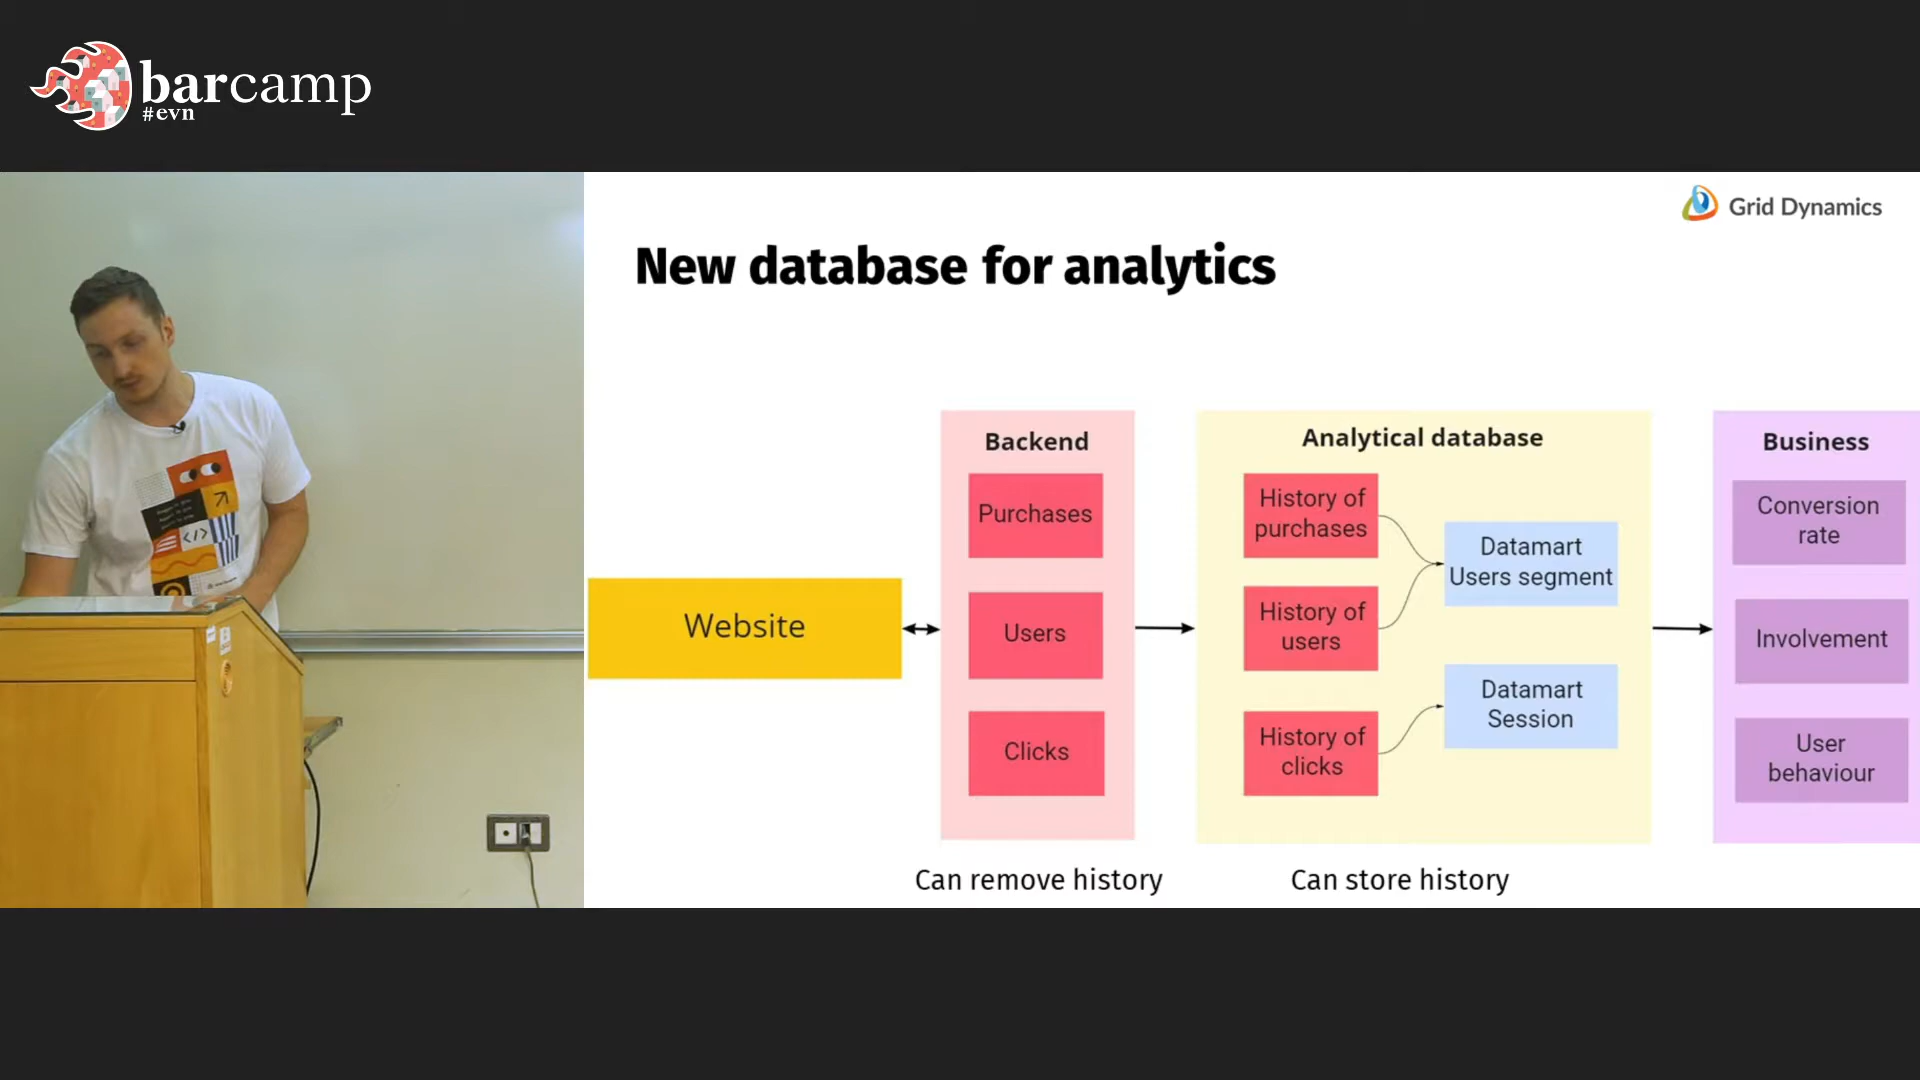 barcamp
#evn
Grid Dynamics
New database for analytics
Website
Backend
Purchases
Users
Clicks
Can remove history
Analytical database
History of
purchases
History of
users
History of
clicks
Datamart
Users segment
Datamart
Session
Can store history
Business
Conversion
rate
Involvement
User
behaviour